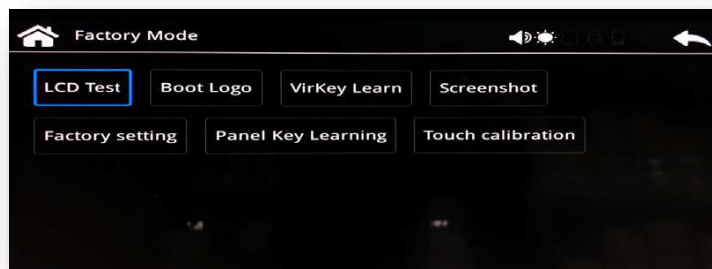 Factory Mode
LCD Test Boot Logo VirKey Learn Screenshot
Factory setting Panel Key Learning Touch calibration